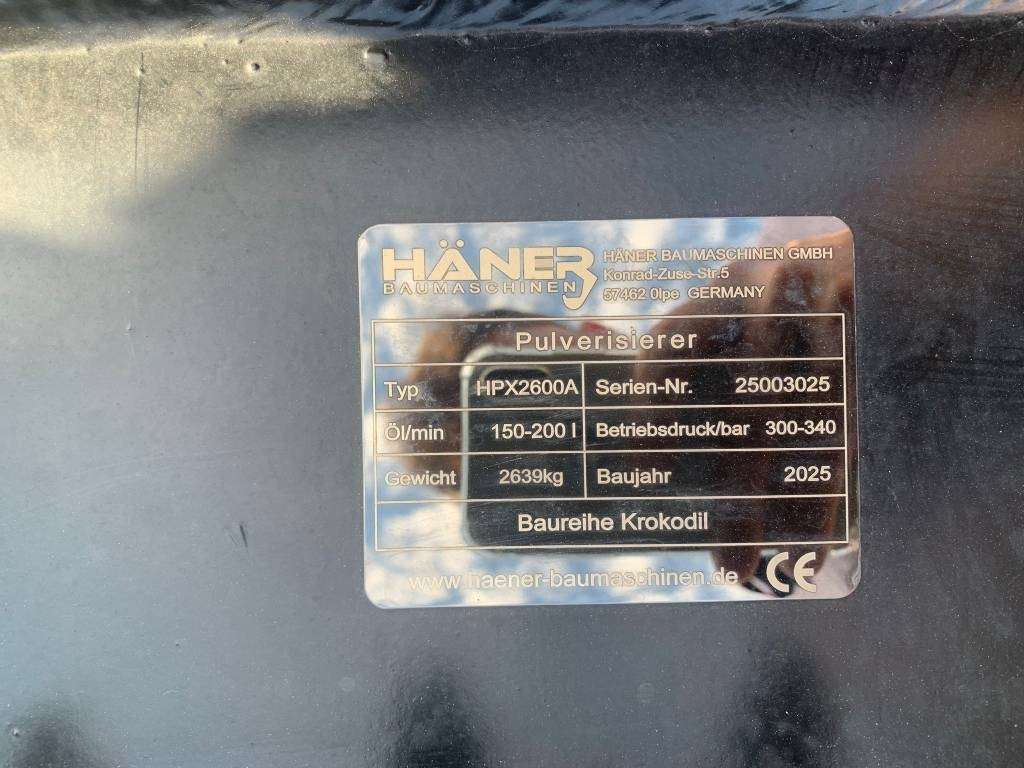 HÄNER
BAUMASCHINEN
HÄNER BAUMASCHINEN GMBH
Konrad-Zuse-Str.5
57462 Olpe GERMANY
Pulverisierer
Typ HPX2600A Serien-Nr. 25003025
Öl/min 150-200 l Betriebsdruck/bar 300-340
Gewicht 2639kg Baujahr 2025
Baureihe Krokodil
www.haener-baumaschinen.de CE